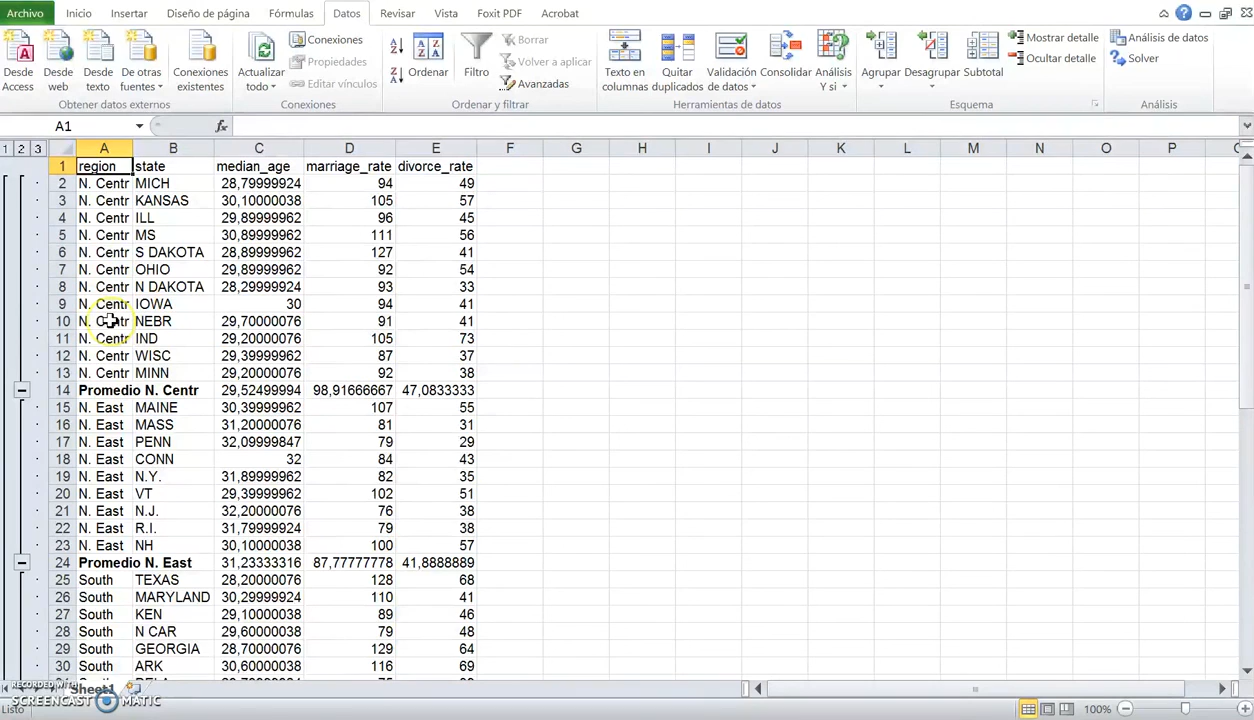 Archivo Inicio Insertar Diseño de página Fórmulas Datos Revisar Vista Foxit PDF Acrobat
Desde Access
Desde web
Desde texto
De otras fuentes
Conexiones existentes
Obtener datos externos
Actualizar todo
Conexiones
Propiedades
Editar vínculos
Conexiones
Ordenar
Filtro
Borrar
Volver a aplicar
Avanzadas
Ordenar y filtrar
Texto en columnas
Quitar duplicados
Validación de datos
Consolidar
Análisis Y si
Herramientas de datos
Agrupar
Desagrupar
Subtotal
Mostrar detalle
Ocultar detalle
Esquema
Análisis de datos
Solver
Análisis
A1 fx
1 2 3 A B C D E F G H I J K L M N O P
1 region state median_age marriage_rate divorce_rate
2 N. Centr MICH 28,79999924 94 49
3 N. Centr KANSAS 30,10000038 105 57
4 N. Centr ILL 29,89999962 96 45
5 N. Centr MS 30,89999962 111 56
6 N. Centr S DAKOTA 28,89999962 127 41
7 N. Centr OHIO 29,89999962 92 54
8 N. Centr N DAKOTA 28,29999924 93 33
9 N. Centr IOWA 30 94 41
10 N. Centr NEBR 29,70000076 91 41
11 N. Centr IND 29,20000076 105 73
12 N. Centr WISC 29,39999962 87 37
13 N. Centr MINN 29,20000076 92 38
14 Promedio N. Centr 29,52499994 98,91666667 47,0833333
15 N. East MAINE 30,39999962 107 55
16 N. East MASS 31,20000076 81 31
17 N. East PENN 32,09999847 79 29
18 N. East CONN 32 84 43
19 N. East N.Y. 31,89999962 82 35
20 N. East VT 29,39999962 102 51
21 N. East N.J. 32,20000076 76 38
22 N. East R.I. 31,79999924 79 38
23 N. East NH 30,10000038 100 57
24 Promedio N. East 31,23333316 87,77777778 41,8888889
25 South TEXAS 28,20000076 128 68
26 South MARYLAND 30,29999924 110 41
27 South KEN 29,10000038 89 46
28 South N CAR 29,60000038 79 48
29 South GEORGIA 28,70000076 129 64
30 South ARK 30,60000038 116 69
Sheet1
RECORDED WITH
SCREENCAST MATIC
Listo 100%